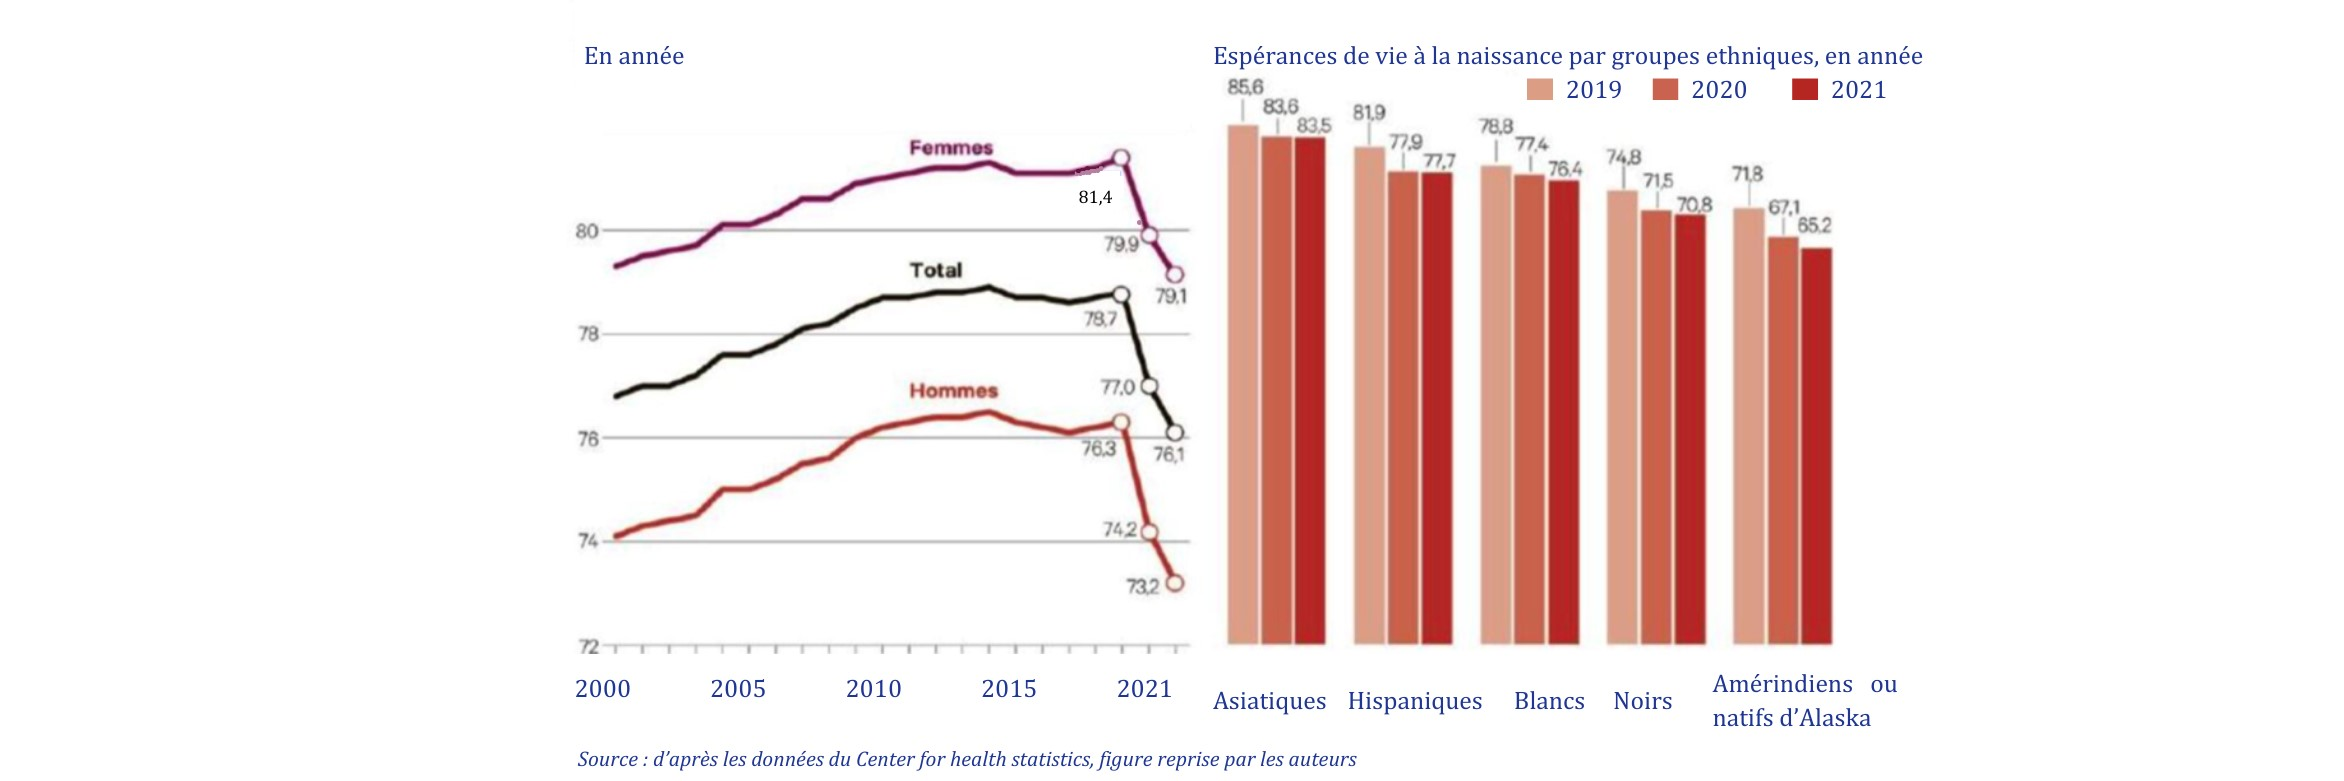 En année
Femmes
81,4
80
79,9
79,1
Total
78
78,7
77,0
76,1
Hommes
76
76,3
74,2
74
73,2
72
2000 2005 2010 2015 2021
Espérances de vie à la naissance par groupes ethniques, en année
2019 2020 2021
85,6 83,6 83,5
81,9 77,9 77,7
78,8 77,4 76,4
74,8 71,5 70,8
71,8 67,1 65,2
Asiatiques Hispaniques Blancs Noirs Amérindiens ou
natifs d’Alaska
Source : d’après les données du Center for health statistics, figure reprise par les auteurs